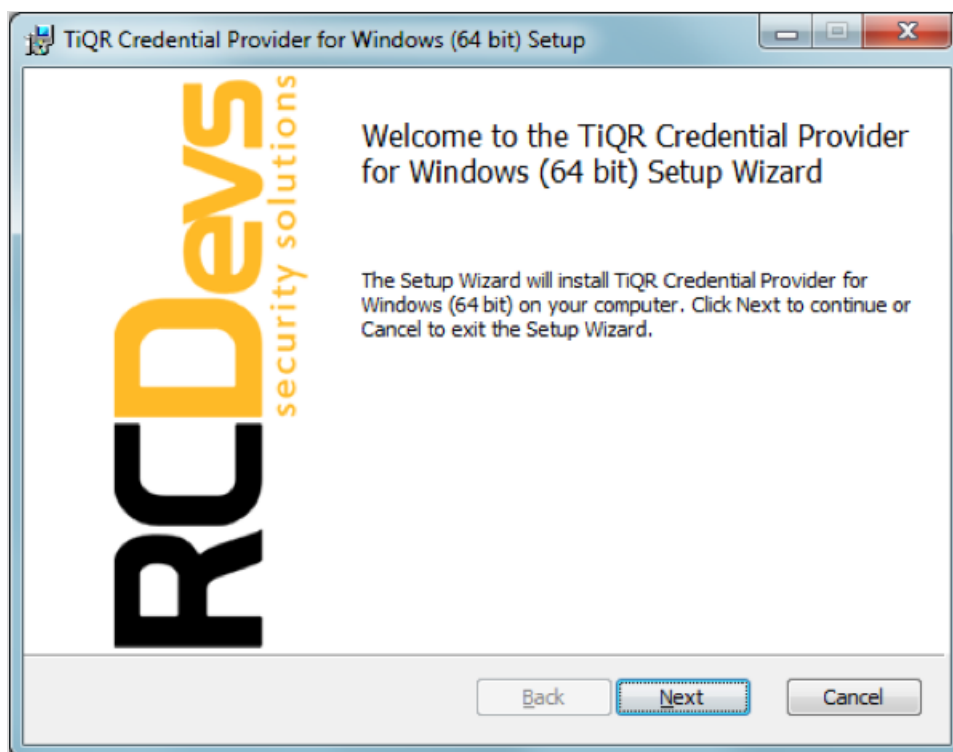 TiQR Credential Provider for Windows (64 bit) Setup
RCDevs
security solutions
Welcome to the TiQR Credential Provider
for Windows (64 bit) Setup Wizard
The Setup Wizard will install TiQR Credential Provider for
Windows (64 bit) on your computer. Click Next to continue or
Cancel to exit the Setup Wizard.
Back
Next
Cancel